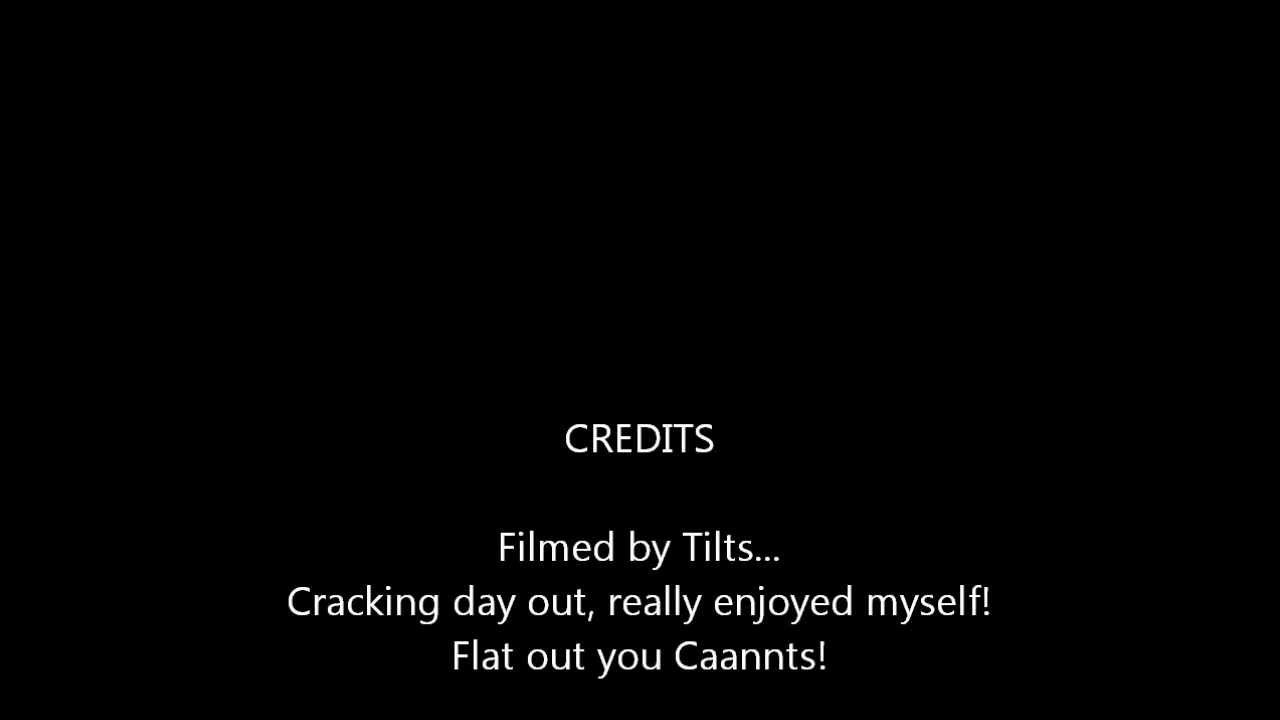 CREDITS
Filmed by Tilts...
Cracking day out, really enjoyed myself!
Flat out you Caannts!